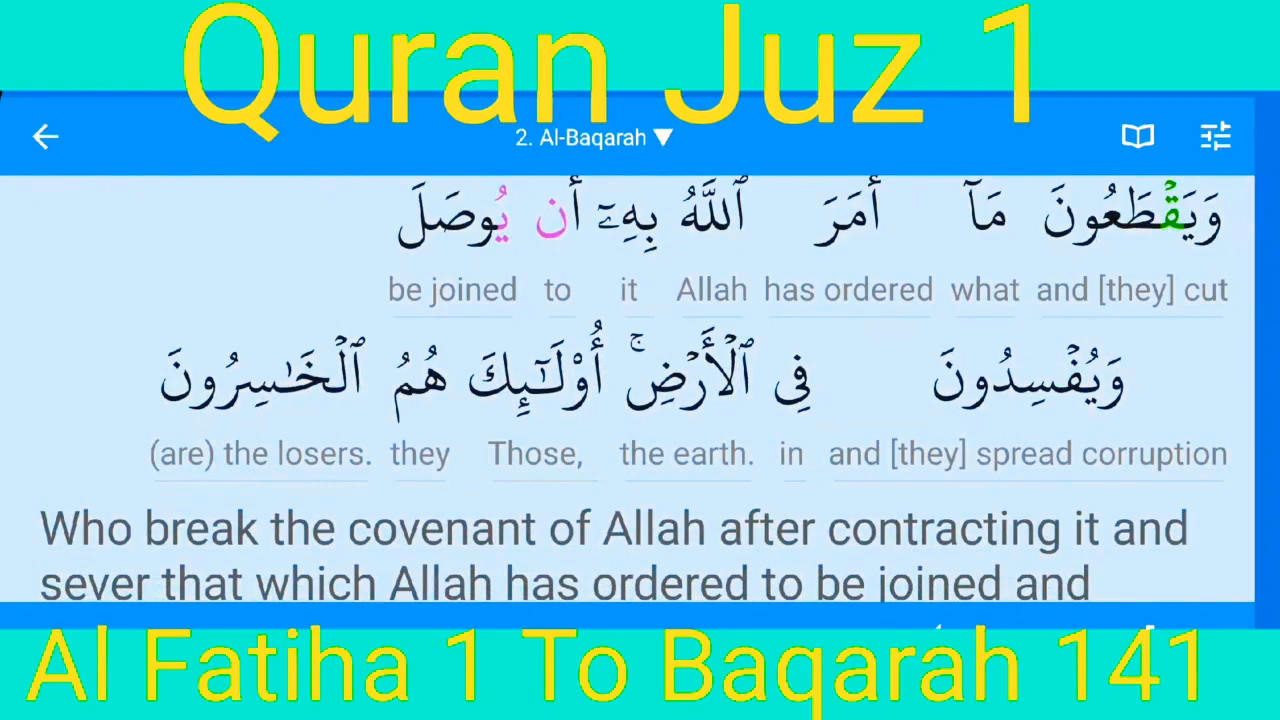 Quran Juz 1
2. Al-Baqarah ▼
وَيَقۡطَعُونَ مَآ أَمَرَ ٱللَّهُ بِهِۦٓ أَن يُوصَلَ
be joined to it Allah has ordered what and [they] cut
وَيُفۡسِدُونَ فِي ٱلۡأَرۡضِۚ أُوْلَـٰٓئِكَ هُمُ ٱلۡخَـٰسِرُونَ
(are) the losers. they Those, the earth. in and [they] spread corruption
Who break the covenant of Allah after contracting it and
sever that which Allah has ordered to be joined and
Al Fatiha 1 To Baqarah 141